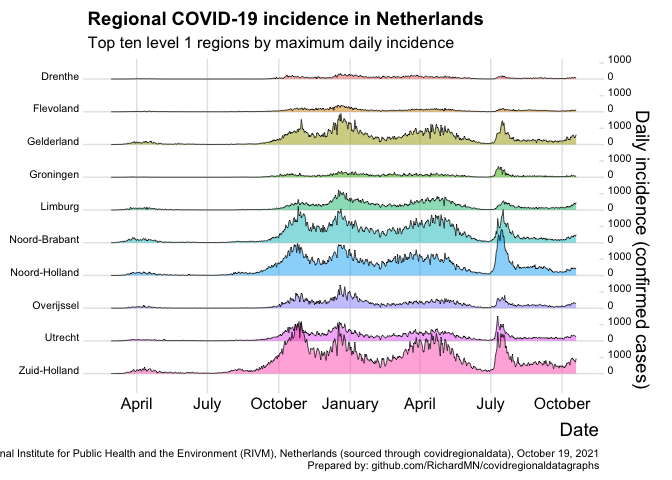 Regional COVID-19 incidence in Netherlands
Top ten level 1 regions by maximum daily incidence
Drenthe
Flevoland
Gelderland
Groningen
Limburg
Noord-Brabant
Noord-Holland
Overijssel
Utrecht
Zuid-Holland
1000
0
1000
0
1000
0
1000
0
1000
0
1000
0
1000
0
1000
0
1000
0
1000
0
Daily incidence (confirmed cases)
April
July
October
January
April
July
October
Date
nal Institute for Public Health and the Environment (RIVM), Netherlands (sourced through covidregionaldata), October 19, 2021
Prepared by: github.com/RichardMN/covidregionaldatagraphs